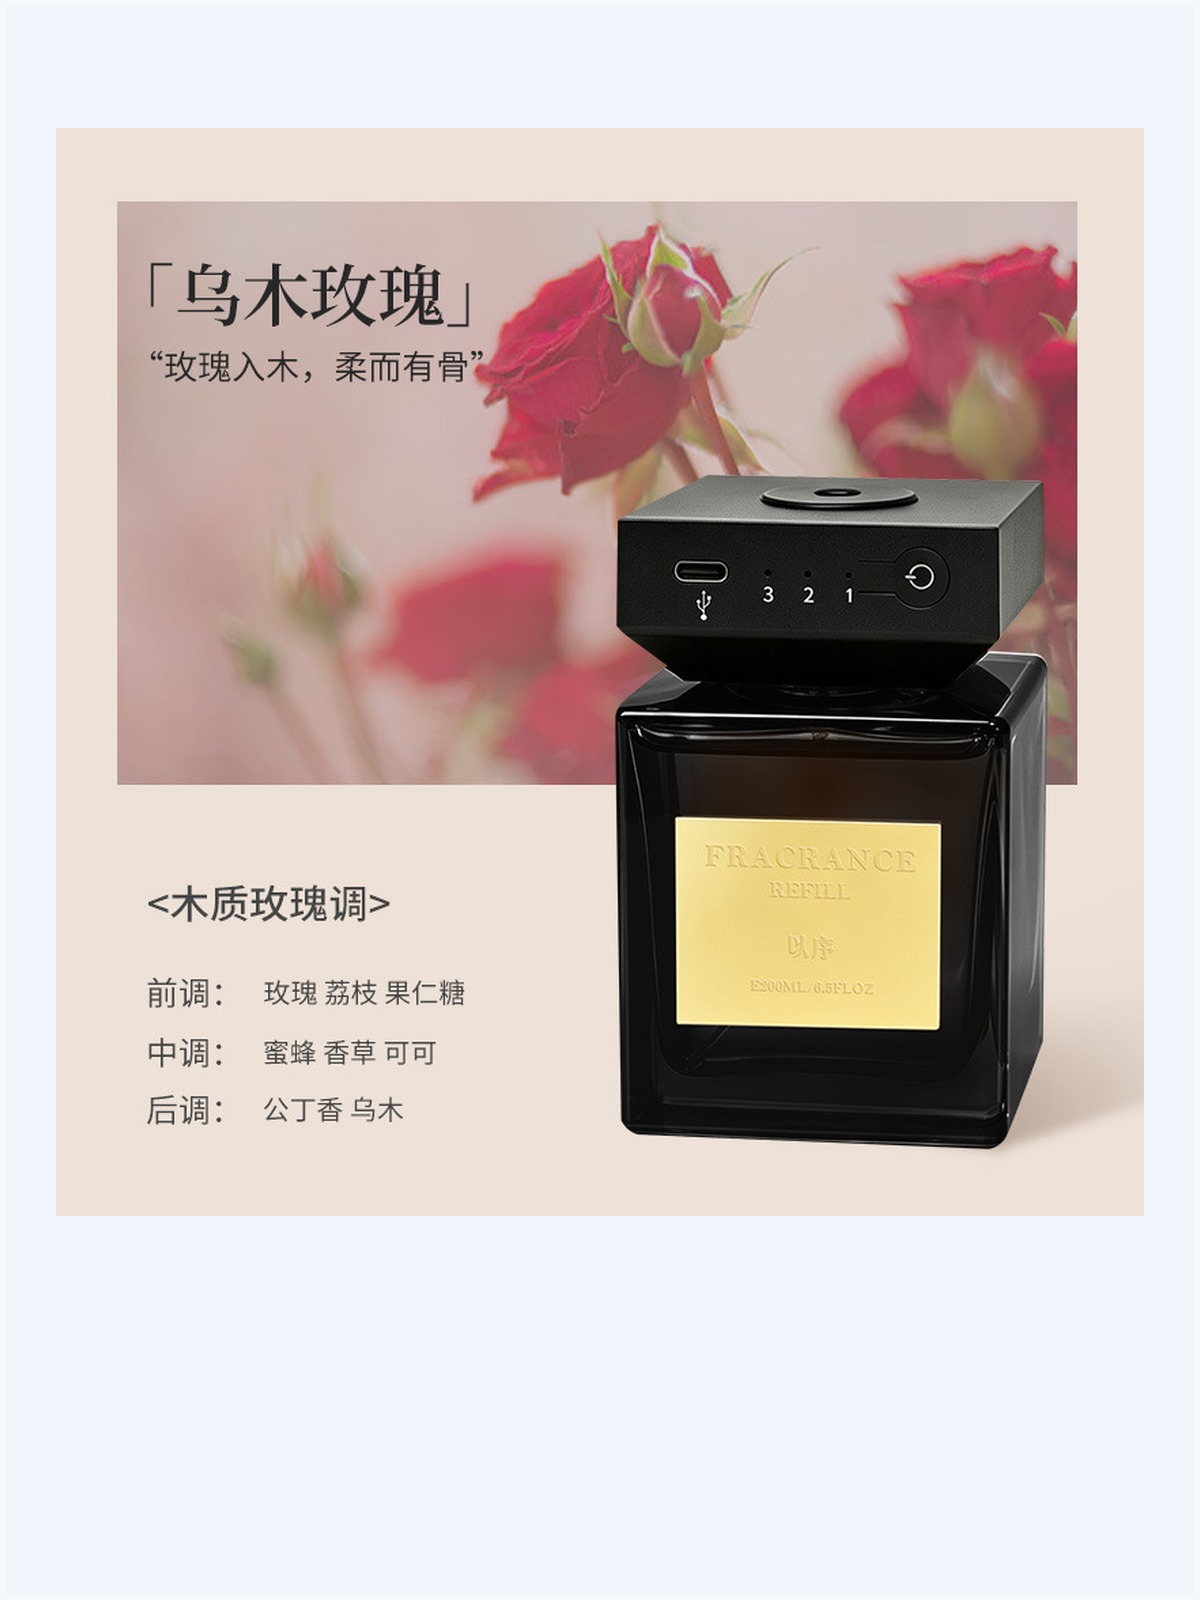 「乌木玫瑰」
“玫瑰入木，柔而有骨”
3 2 1
FRAGRANCE
REFILL
以序
E200ML/6.5FLOZ
<木质玫瑰调>
前调： 玫瑰 荔枝 果仁糖
中调： 蜜蜂 香草 可可
后调： 公丁香 乌木